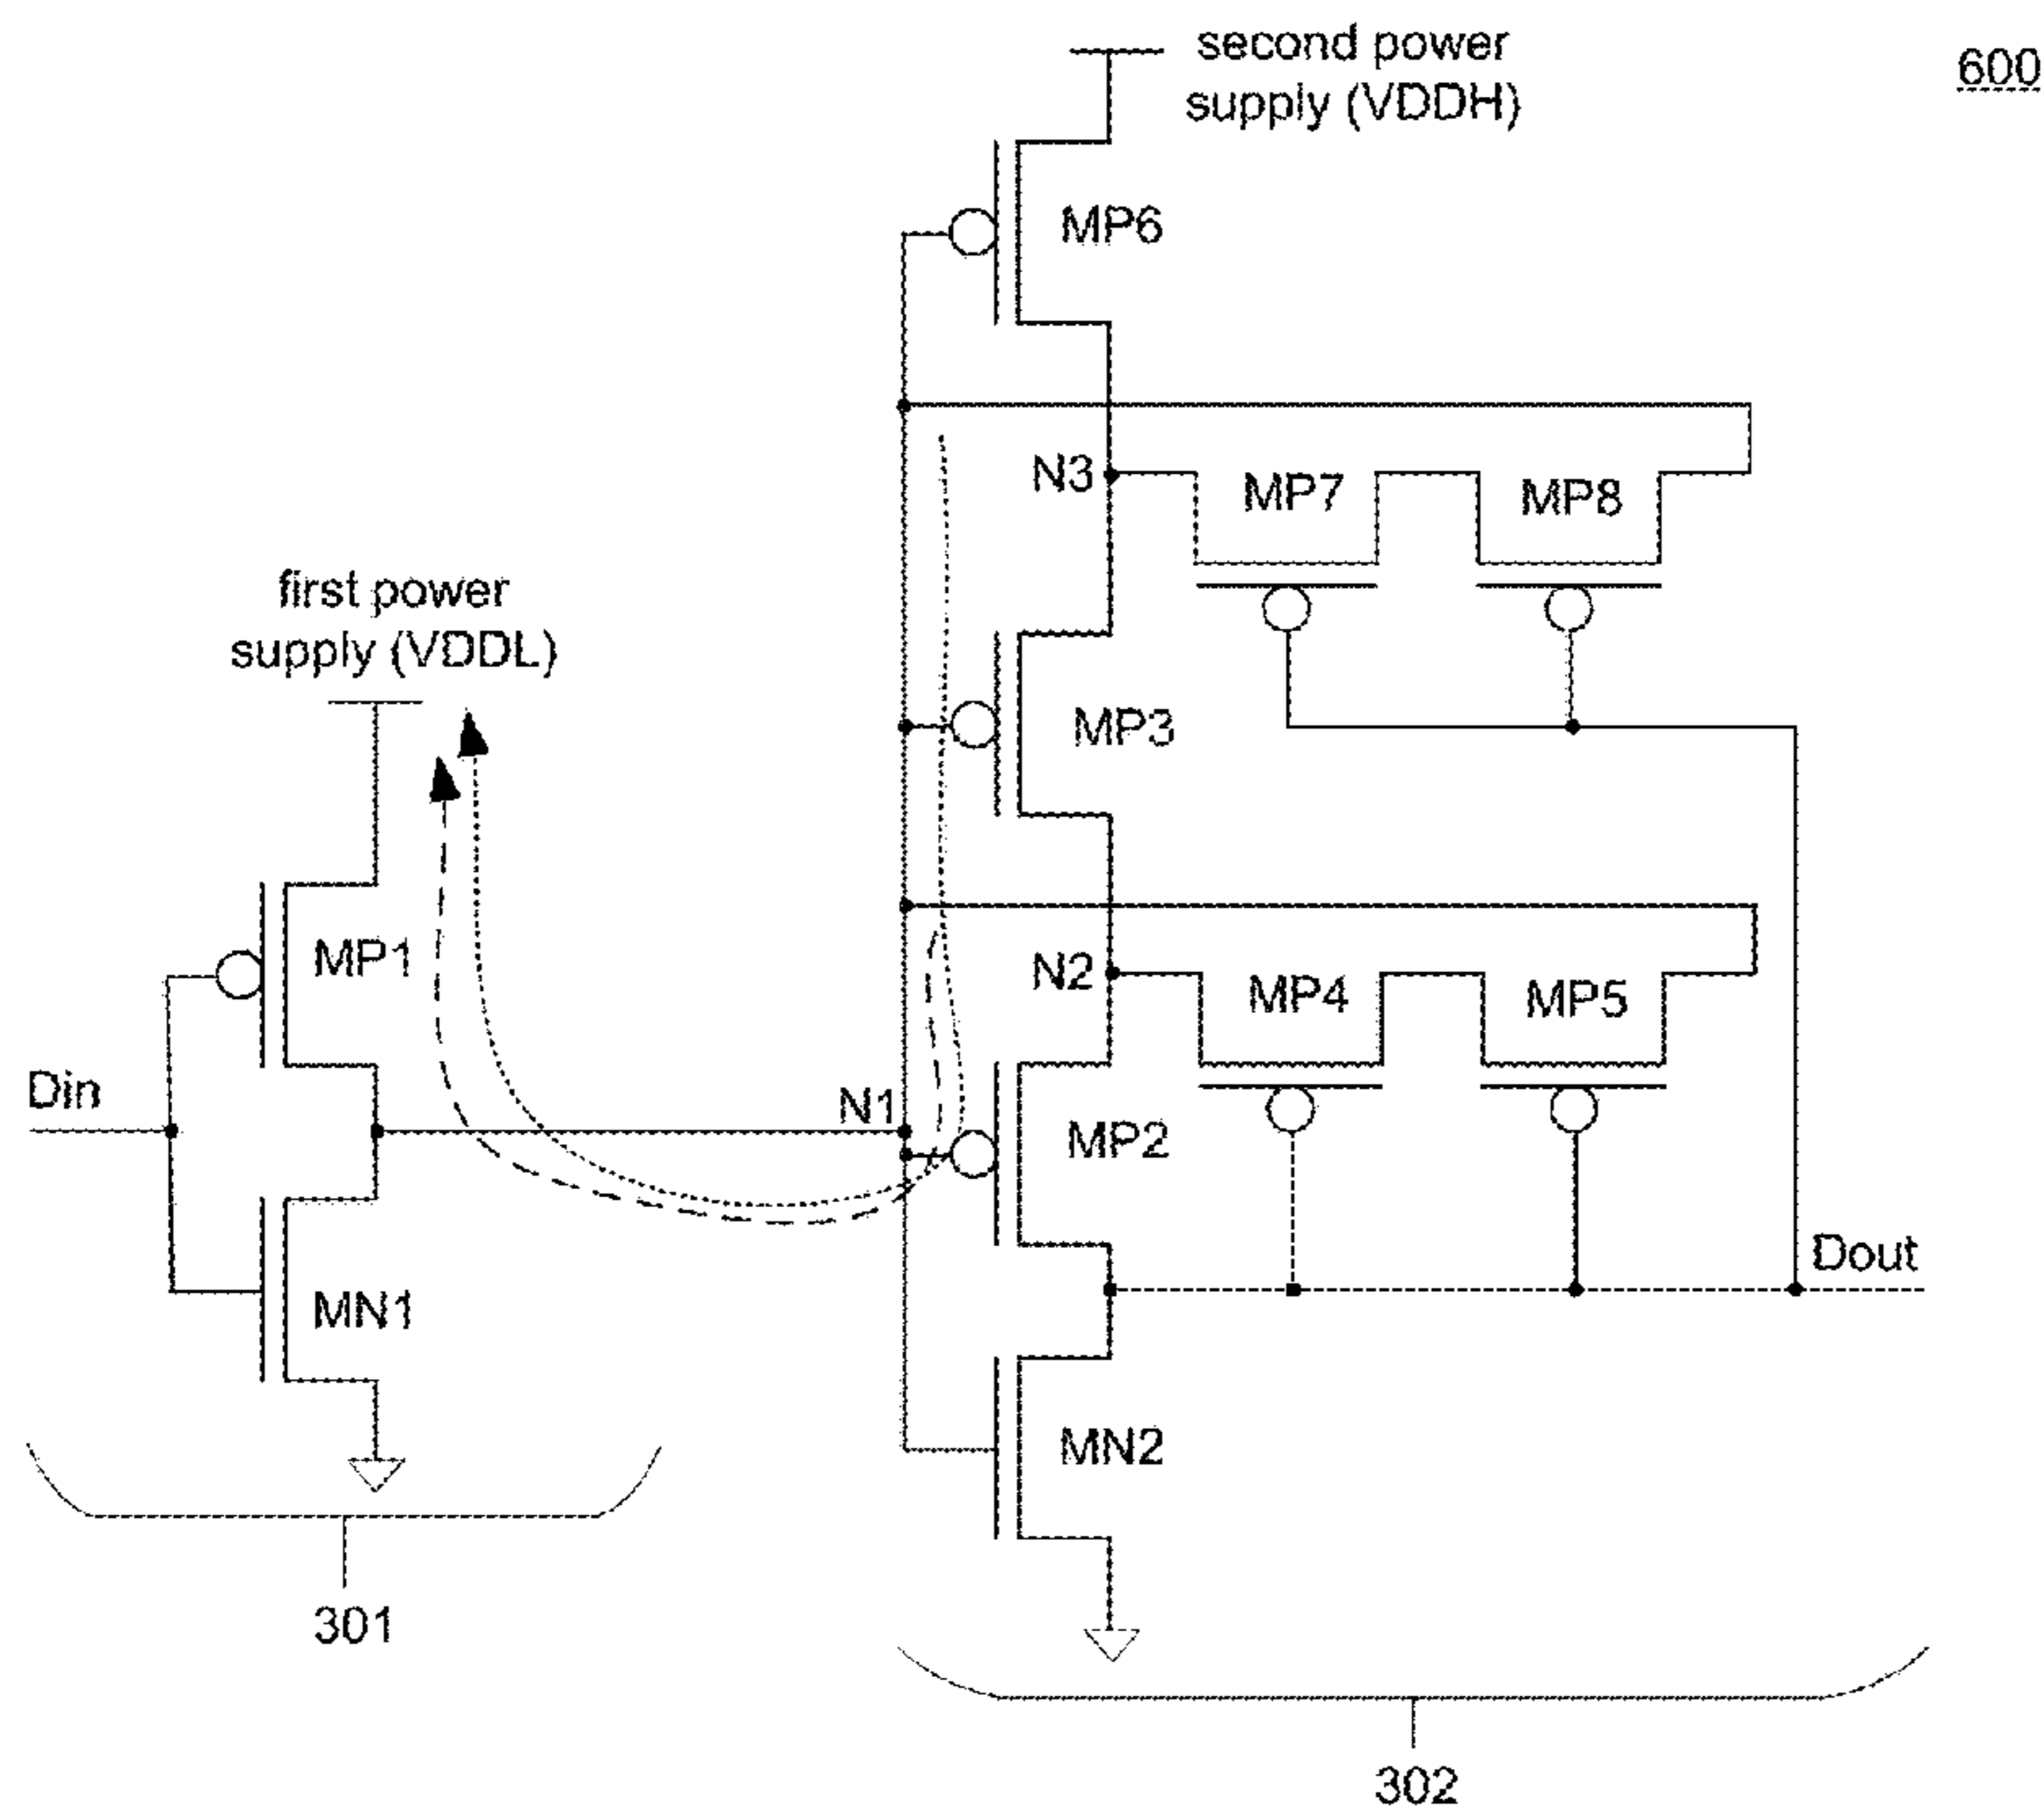 second power
supply (VDDH)
600
MP6
N3
MP7
MP8
first power
supply (VDDL)
MP3
MP1
N2
MP4
MP5
Din
N1
MP2
MN1
Dout
MN2
301
302